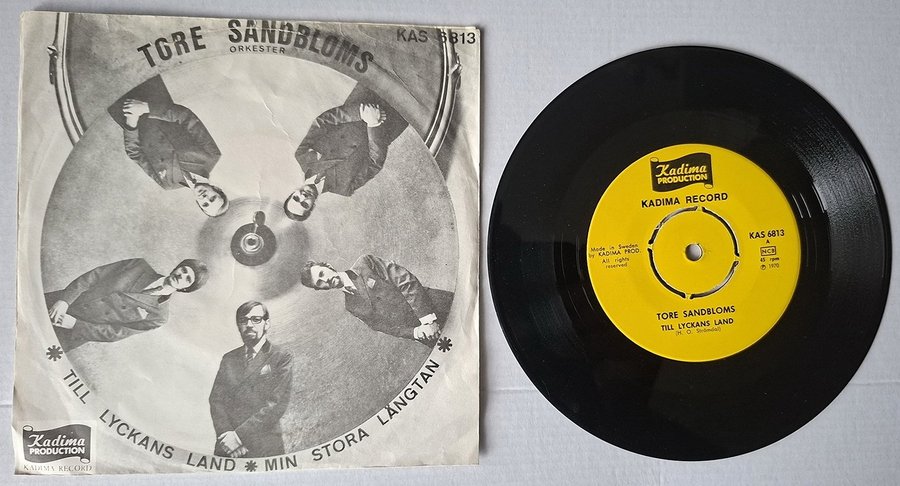 TORE SANDBLOMS
ORKESTER
KAS 6813
* TILL LYCKANS LAND * MIN STORA LÄNGTAN *
Kadima
PRODUCTION
KADIMA RECORD
Kadima
PRODUCTION
KADIMA RECORD
Made in Sweden
by KADIMA PROD.
All rights
reserved
KAS 6813
A
NCB
45 rpm
℗ 1970
TORE SANDBLOMS
TILL LYCKANS LAND
(H. O. Strömdal)